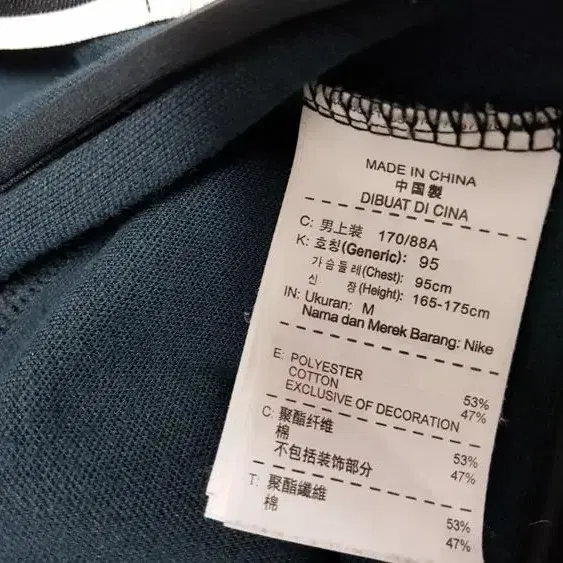 MADE IN CHINA
中国製
DIBUAT DI CINA
C: 男上装 170/88A
K: 호칭(Generic): 95
가슴둘레(Chest): 95cm
신 장(Height): 165-175cm
IN: Ukuran: M
Nama dan Merek Barang: Nike
E: POLYESTER 53%
COTTON 47%
EXCLUSIVE OF DECORATION
C: 聚酯纤维 53%
棉 47%
不包括装饰部分
T: 聚酯纖維 53%
棉 47%